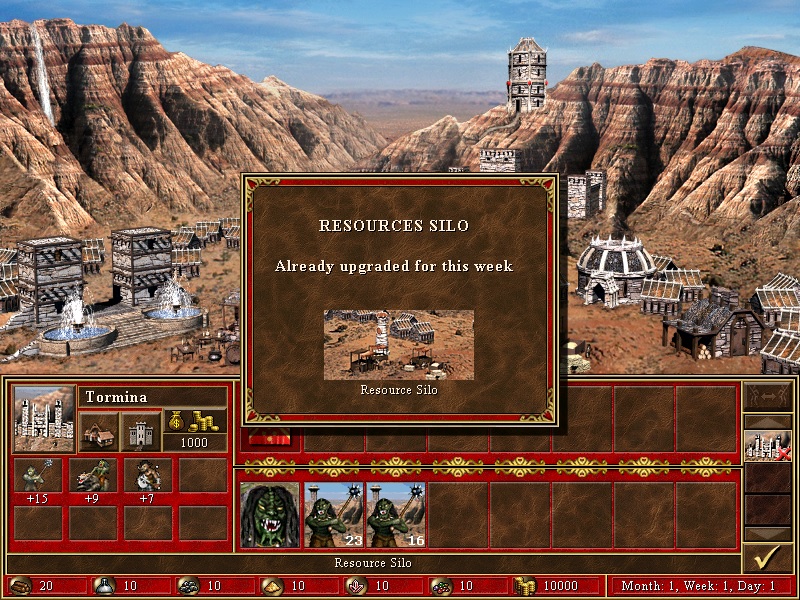 RESOURCES SILO
Already upgraded for this week
Resource Silo
Tormina
1000
+15 +9 +7
23 16
Resource Silo
20 10 10 10 10 10 10000 Month: 1, Week: 1, Day: 1